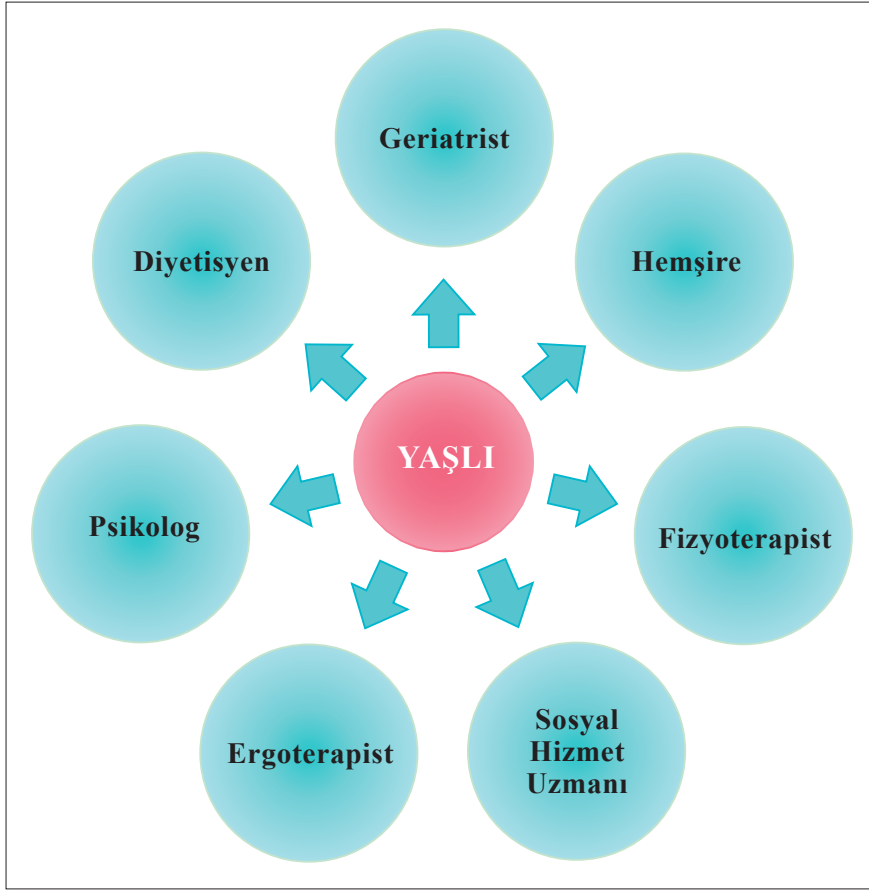 Geriatrist
Diyetisyen
Hemşire
YAŞLI
Psikolog
Fizyoterapist
Ergoterapist
Sosyal
Hizmet
Uzmanı